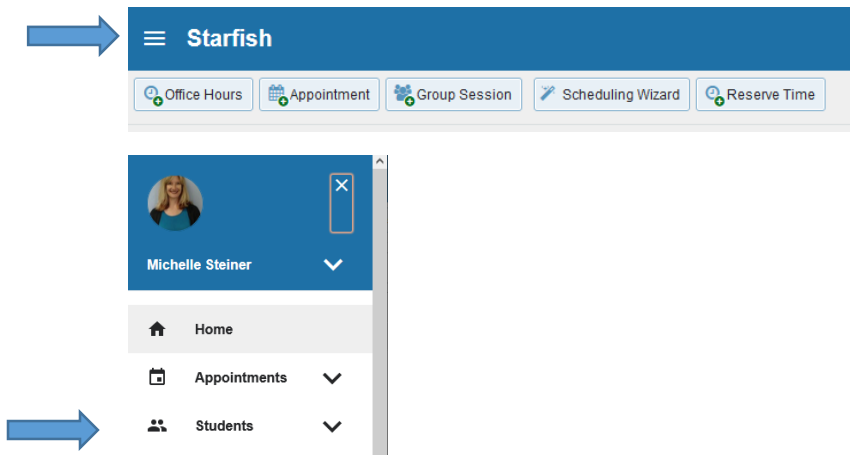 Starfish
Office Hours Appointment Group Session Scheduling Wizard Reserve Time
Michelle Steiner
Home
Appointments
Students